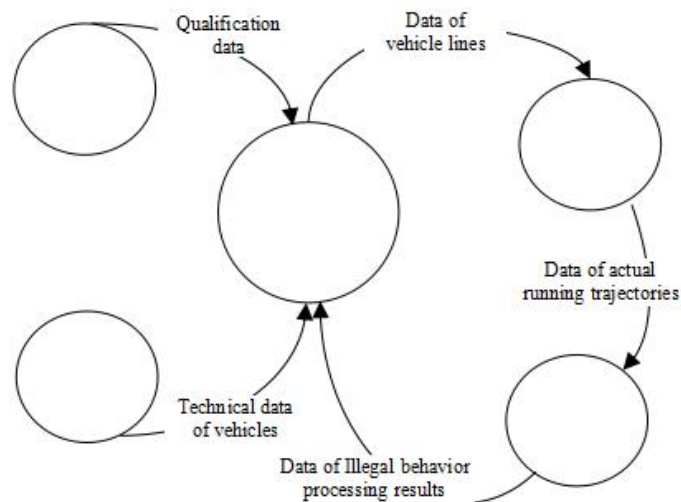 Qualification
data
Data of
vehicle lines
Data of actual
running trajectories
Technical data
of vehicles
Data of Illegal behavior
processing results